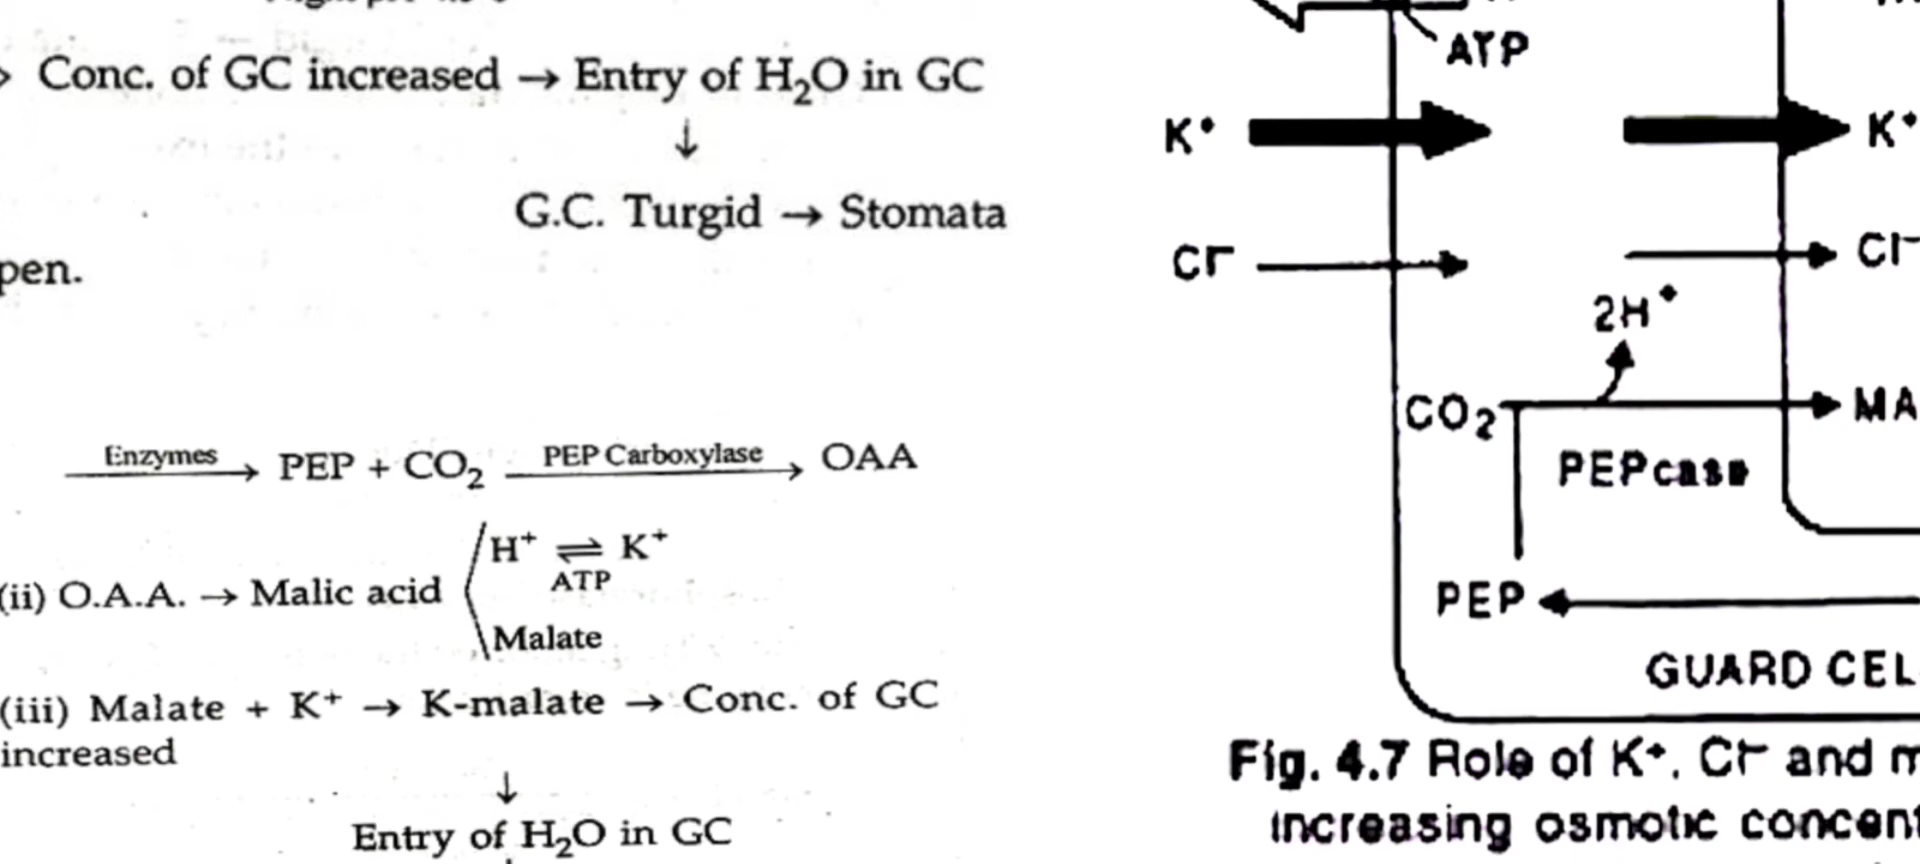 Conc. of GC increased → Entry of H₂O in GC
↓
G.C. Turgid → Stomata
pen.
Enzymes → PEP + CO₂ PEP Carboxylase → OAA
H⁺ ⇌ K⁺
ATP
(ii) O.A.A. → Malic acid
Malate
(iii) Malate + K⁺ → K-malate → Conc. of GC
increased
↓
Entry of H₂O in GC
ATP
K⁺ K⁺
Cl⁻ Cl⁻
2H⁺
CO₂ MA
PEPcase
PEP
GUARD CEL
Fig. 4.7 Role of K⁺, Cl⁻ and m
increasing osmotic concent